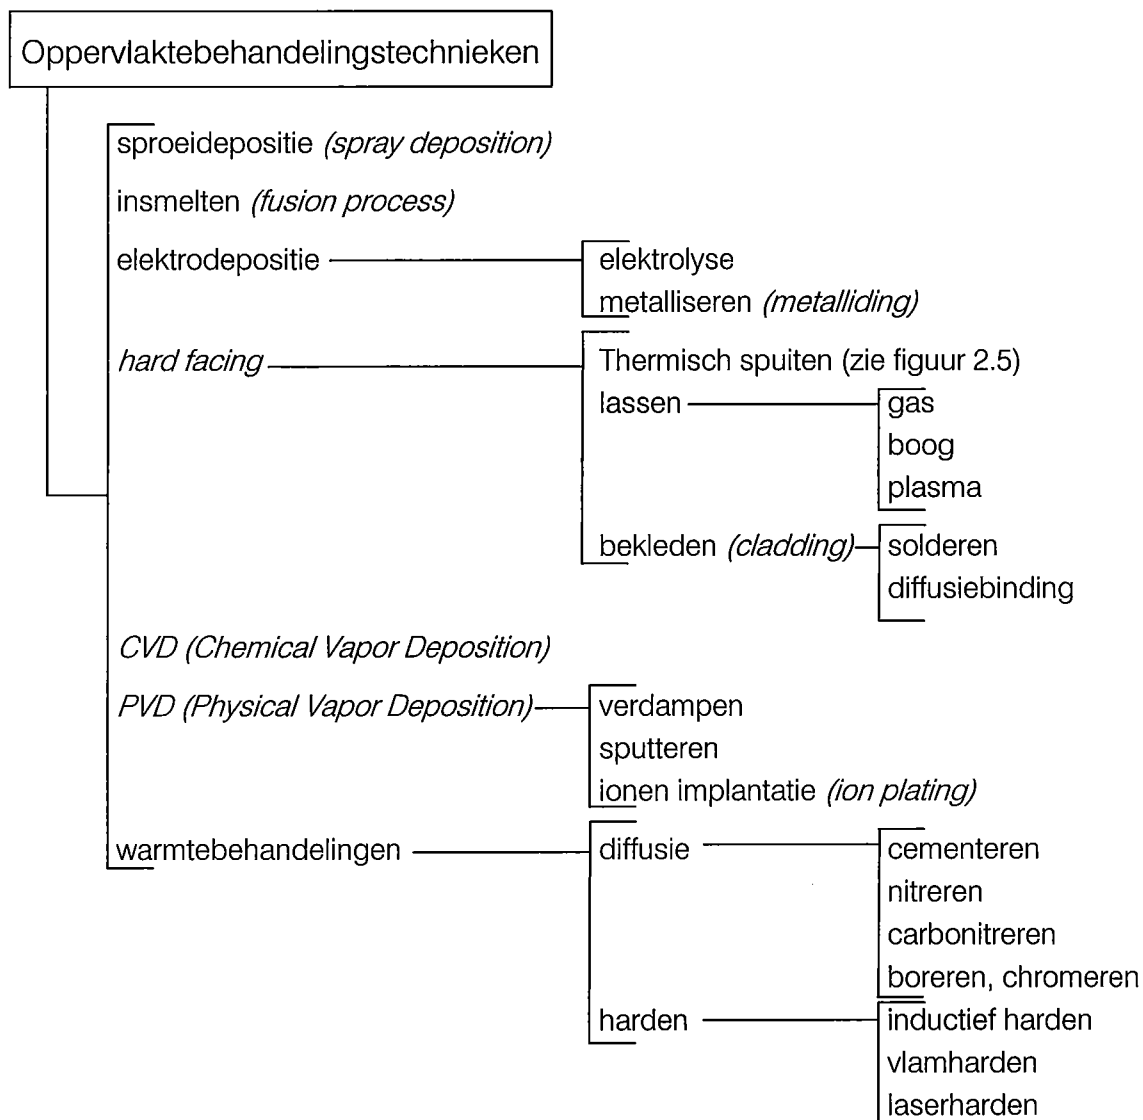 Oppervlaktebehandelingstechnieken
sproeidepositie (spray deposition)
insmelten (fusion process)
elektrodepositie
elektrolyse
metalliseren (metalliding)
hard facing
Thermisch spuiten (zie figuur 2.5)
lassen
gas
boog
plasma
bekleden (cladding)
solderen
diffusiebinding
CVD (Chemical Vapor Deposition)
PVD (Physical Vapor Deposition)
verdampen
sputteren
ionen implantatie (ion plating)
warmtebehandelingen
diffusie
cementeren
nitreren
carbonitreren
boreren, chromeren
harden
inductief harden
vlamharden
laserharden